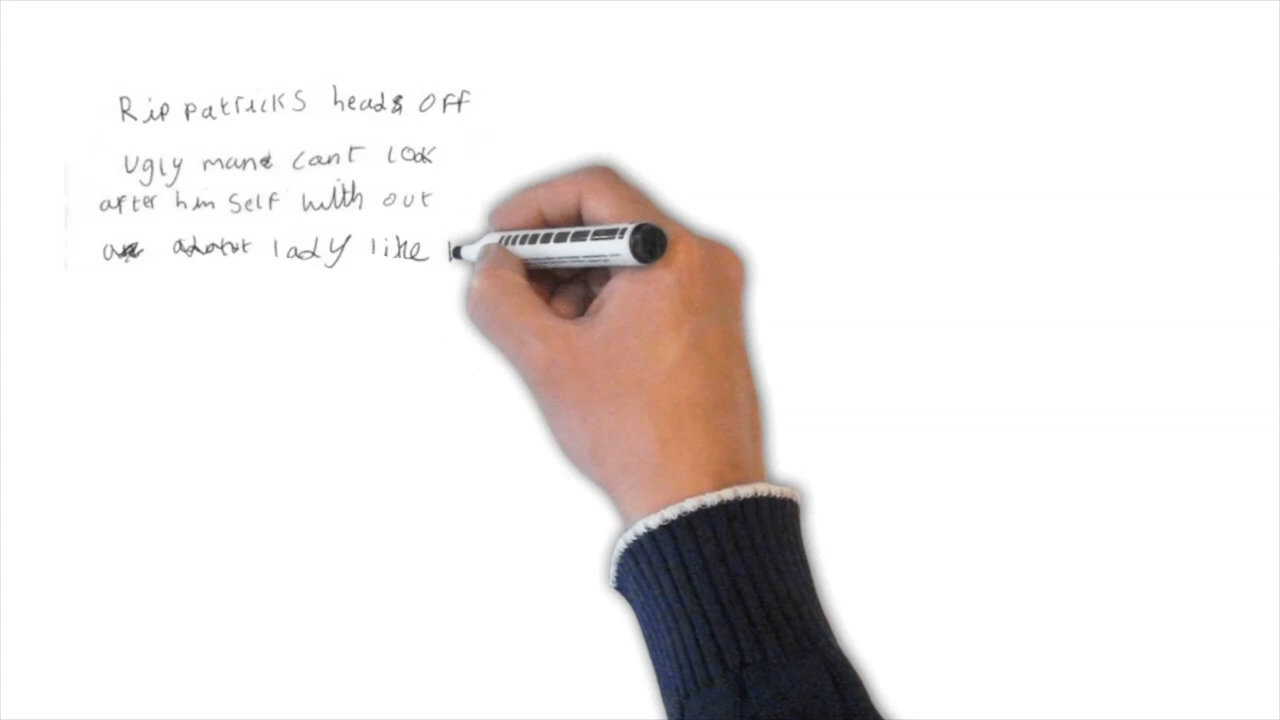 Rip patricks heads off
Ugly man cant look
after him self with out
lady like